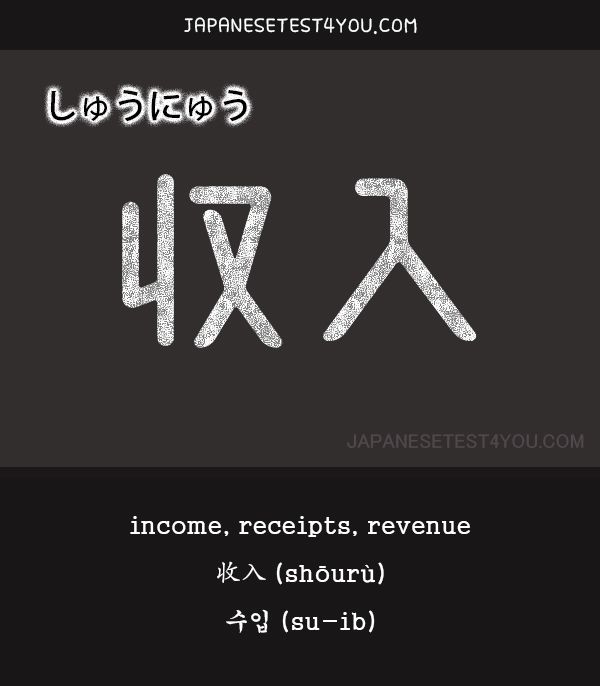 JAPANESETEST4YOU.COM
しゅうにゅう
収入
JAPANESETEST4YOU.COM
income, receipts, revenue
收入 (shōurù)
수입 (su-ib)